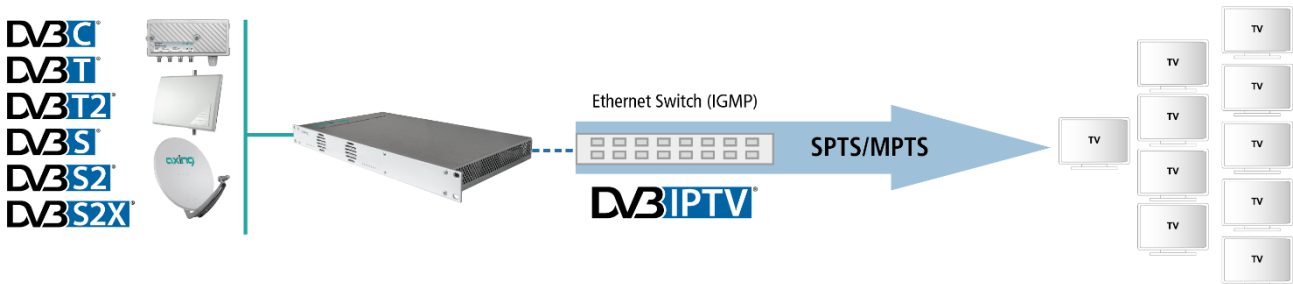 DVB C
DVB T
DVB T2
DVB S
DVB S2
DVB S2X
axing
axing
Ethernet Switch (IGMP)
SPTS/MPTS
DVB IPTV
TV
TV
TV
TV
TV
TV
TV
TV
TV
TV